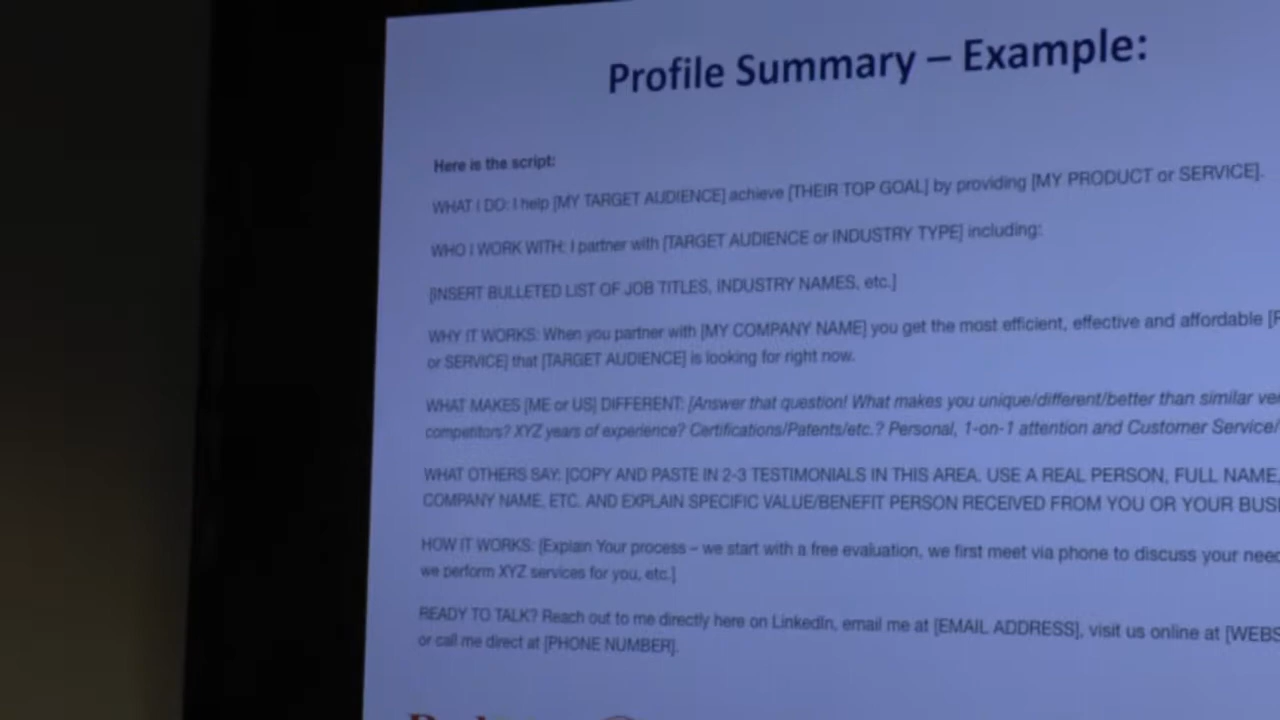 Profile Summary – Example:
Here is the script:
WHAT I DO: I help [MY TARGET AUDIENCE] achieve [THEIR TOP GOAL] by providing [MY PRODUCT or SERVICE].
WHO I WORK WITH: I partner with [TARGET AUDIENCE or INDUSTRY TYPE] including:
[INSERT BULLETED LIST OF JOB TITLES, INDUSTRY NAMES, etc.]
WHY IT WORKS: When you partner with [MY COMPANY NAME] you get the most efficient, effective and affordable
or SERVICE] that [TARGET AUDIENCE] is looking for right now.
WHAT MAKES [ME or US] DIFFERENT: [Answer that question! What makes you unique/different/better than similar
competitors? XYZ years of experience? Certifications/Patents/etc.? Personal, 1-on-1 attention and Customer Service/
WHAT OTHERS SAY: [COPY AND PASTE IN 2-3 TESTIMONIALS IN THIS AREA. USE A REAL PERSON, FULL NAME,
COMPANY NAME, ETC. AND EXPLAIN SPECIFIC VALUE/BENEFIT PERSON RECEIVED FROM YOU OR YOUR
HOW IT WORKS: [Explain Your process – we start with a free evaluation, we first meet via phone to discuss your
we perform XYZ services for you, etc.]
READY TO TALK? Reach out to me directly here on LinkedIn, email me at [EMAIL ADDRESS], visit us online at
or call me direct at [PHONE NUMBER].